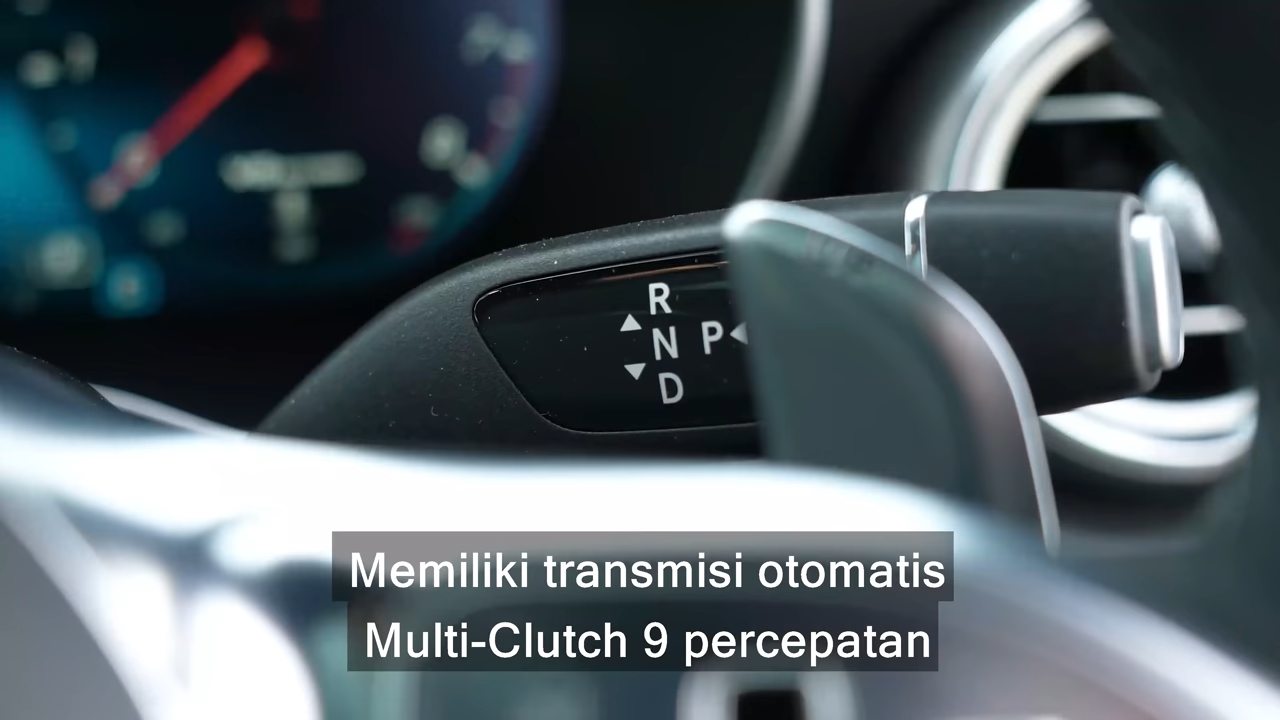 R
N P
D
Memiliki transmisi otomatis
Multi-Clutch 9 percepatan